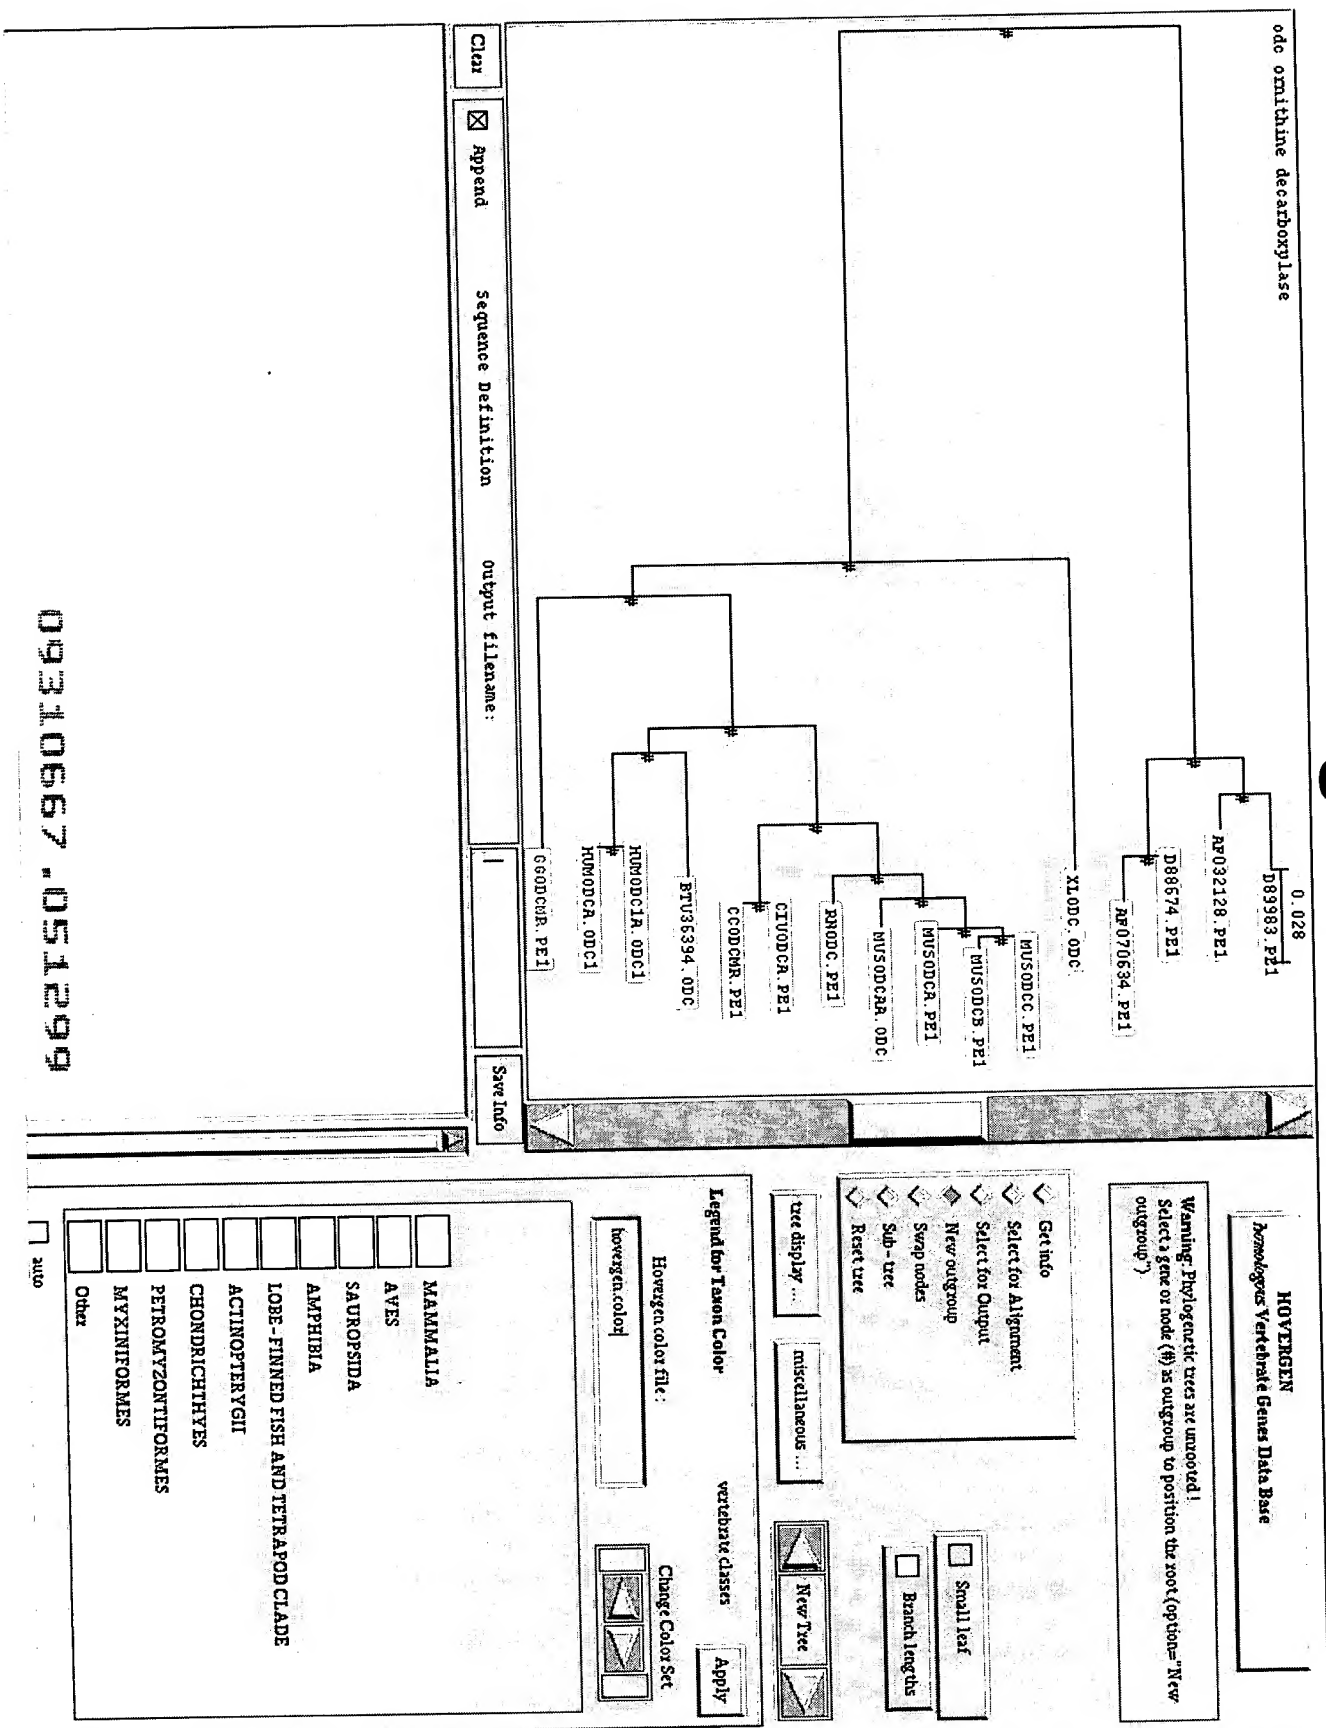 odc ornithine decarboxylase
0.028
D89983.PE1
AF032128.PE1
D88674.PE1
AF070634.PE1
XLODC.ODC
MUSODCC.PE1
MUSODCB.PE1
MUSODCA.PE1
MUSODCAA.ODC
RNODC.PE1
CIUODCA.PE1
CCODCMR.PE1
BTU36394.ODC
HUMODC1A.ODC1
HUMODCA.ODC1
GGODCMR.PE1
Clear
Append
Sequence Definition
Output filename:
Save Info
HOVERGEN
homologous Vertebrate Genes Data Base
Warning: Phylogenetic trees are unrooted!
Select a gene or node (#) as outgroup to position the root (option="New
outgroup")
Get info
Select for Alignment
Select for Output
New outgroup
Swap nodes
Sub-tree
Reset tree
Small leaf
Branch lengths
tree display ...
miscellaneous ...
New Tree
Legend for Taxon Color
vertebrate classes
Apply
Hovergen color file:
Change Color Set
hovergen.color
MAMMALIA
AVES
SAUROPSIDA
AMPHIBIA
LOBE-FINNED FISH AND TETRAPOD CLADE
ACTINOPTERYGII
CHONDRICHTHYES
PETROMYZONTIFORMES
MYXINIFORMES
Other
auto
09310667.051299